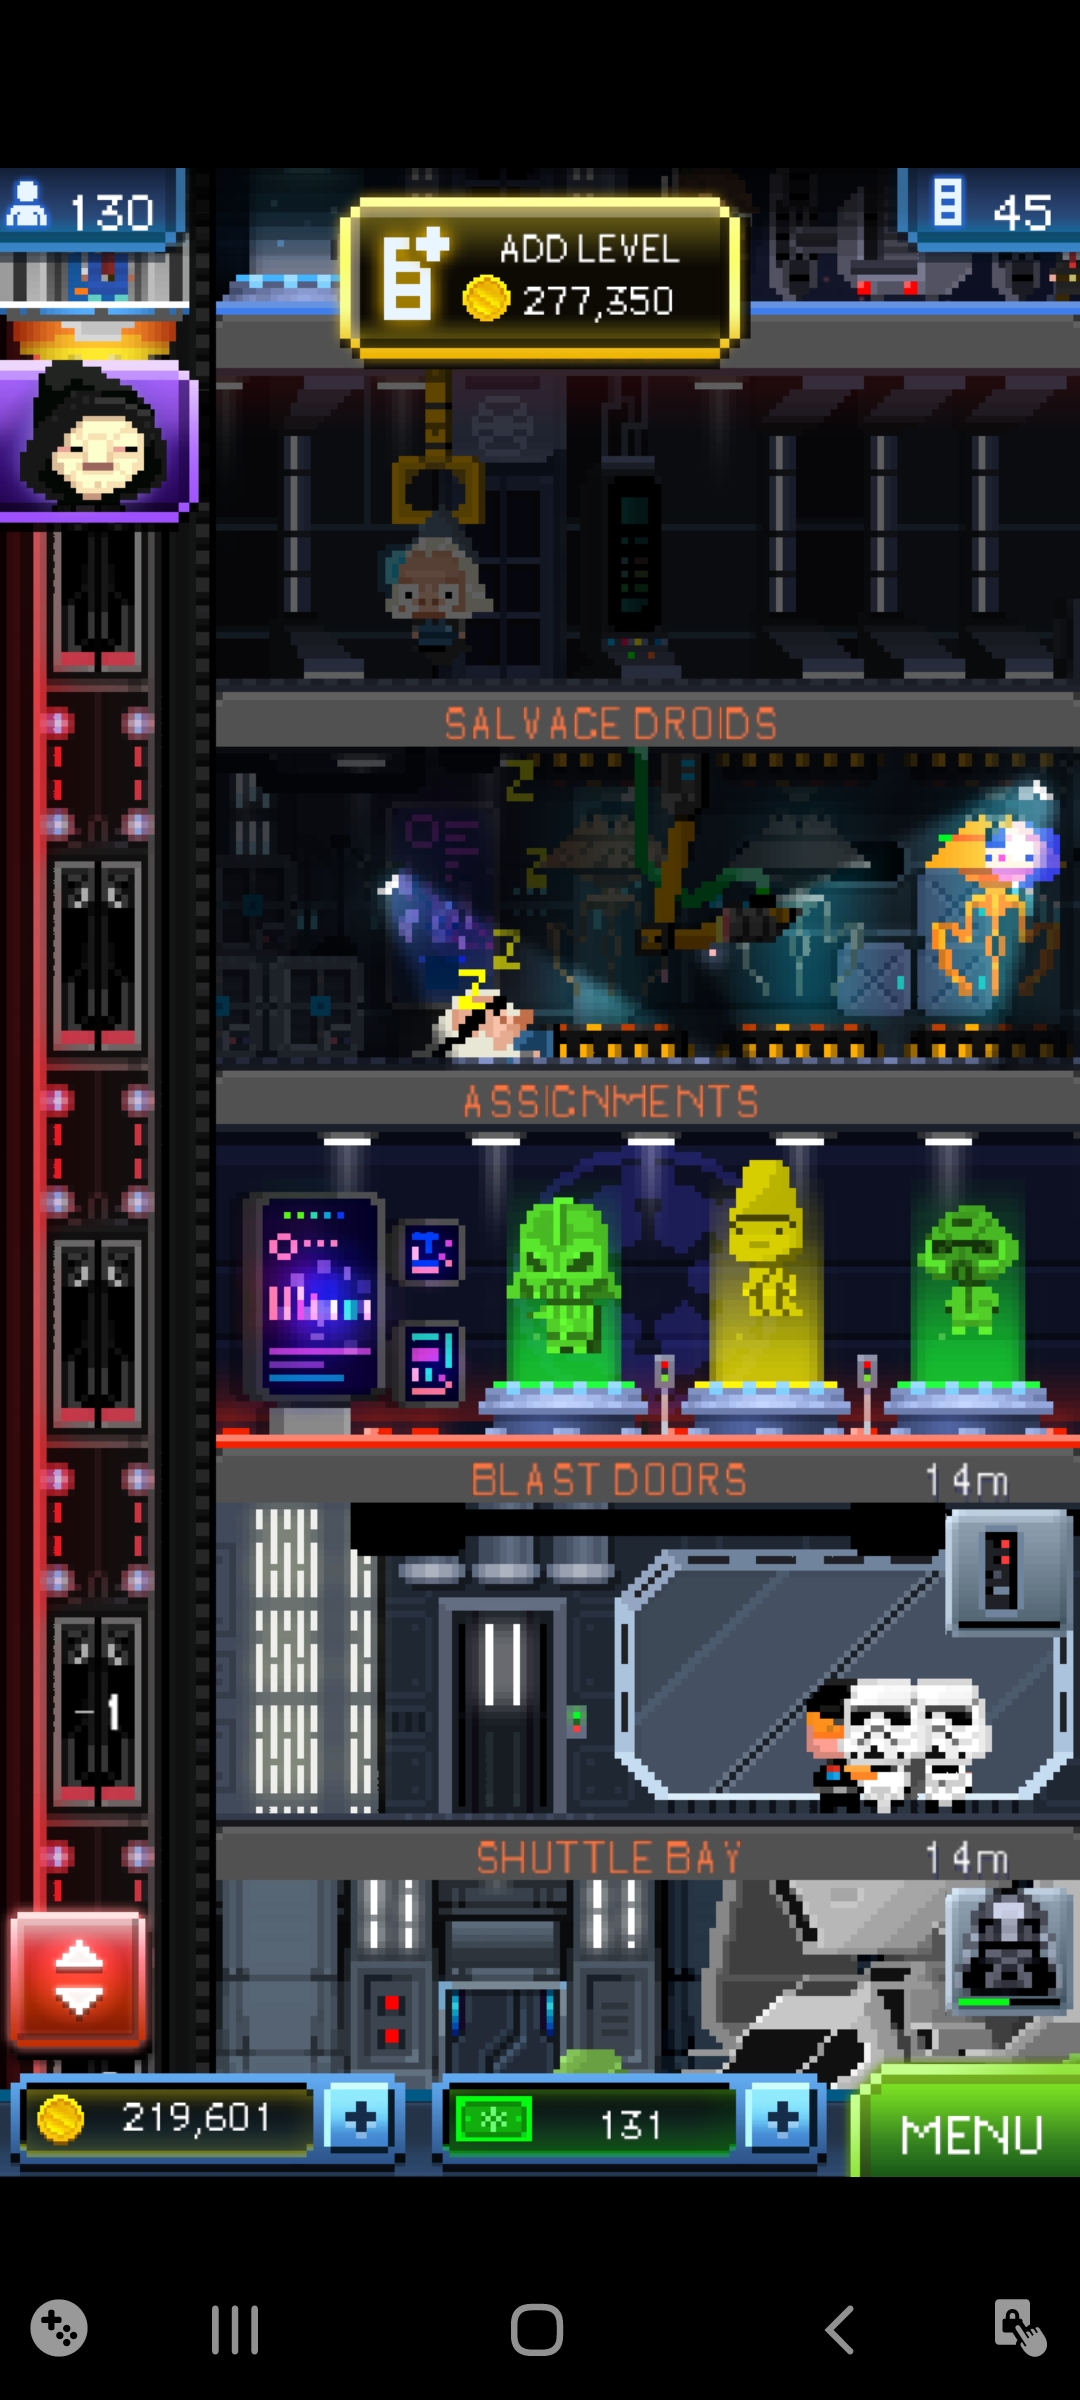 130
ADD LEVEL
277,350
45
SALVAGE DROIDS
Z
Z
Z
Z
ASSIGNMENTS
BLAST DOORS 14m
-1
SHUTTLE BAY 14m
219,601
131
MENU